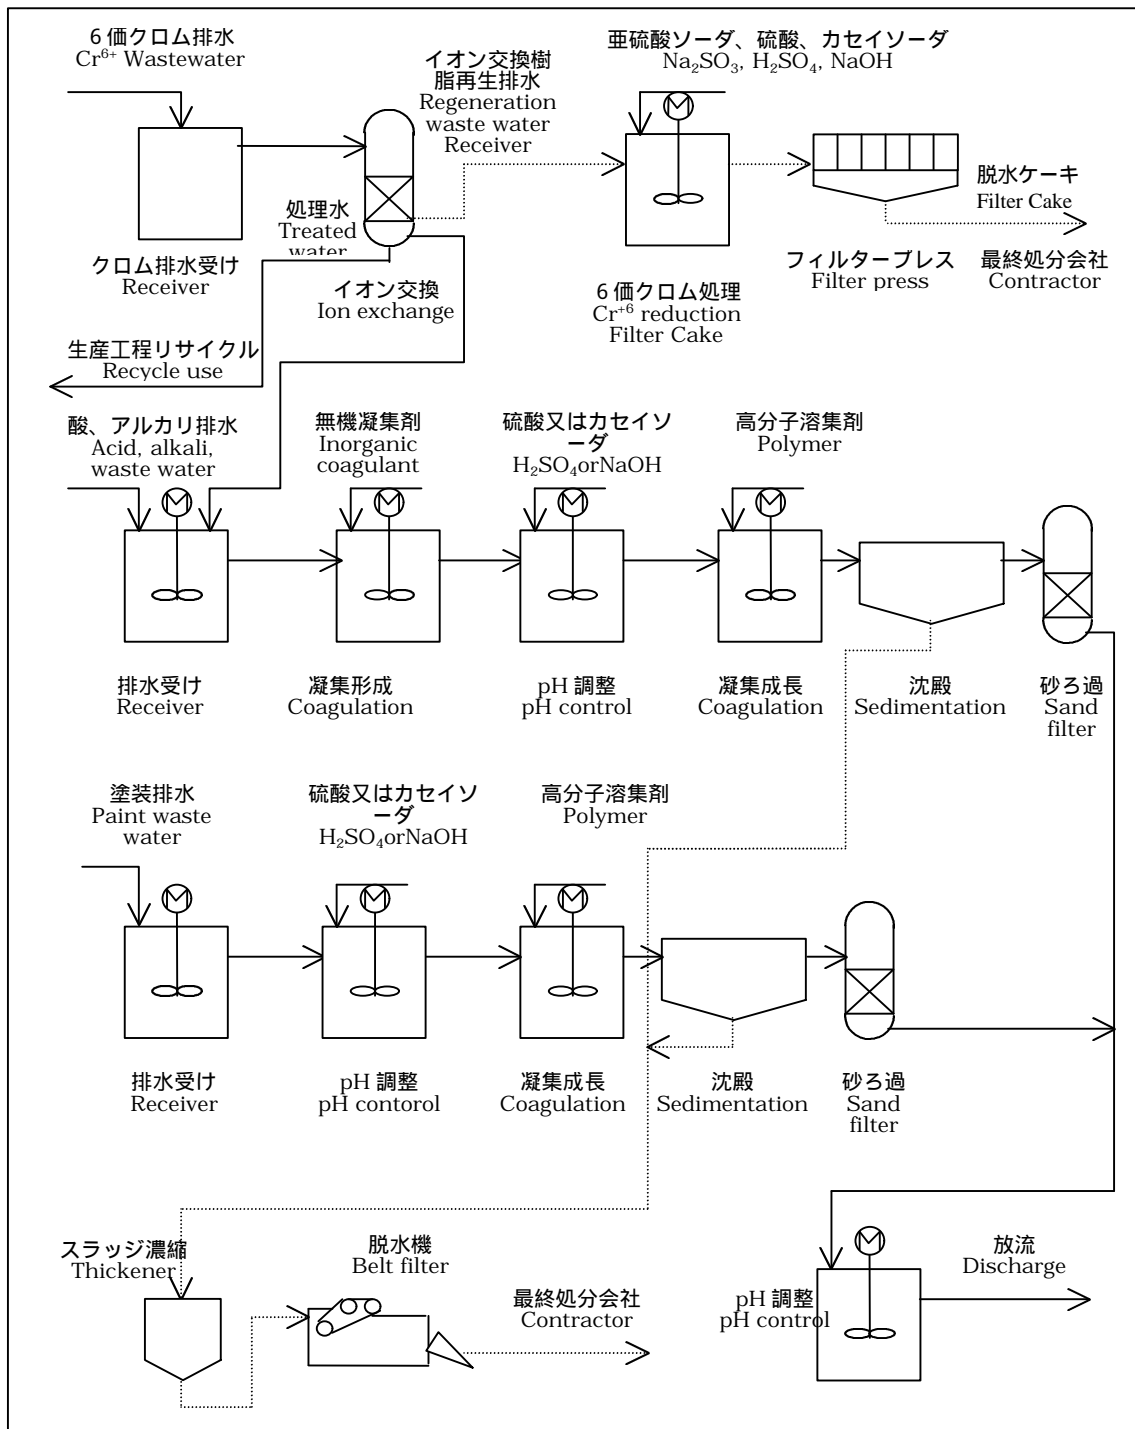 ６価クロム排水
Cr⁶⁺ Wastewater
イオン交換樹
脂再生排水
Regeneration
waste water
Receiver
亜硫酸ソーダ、硫酸、カセイソーダ
Na₂SO₃, H₂SO₄, NaOH
処理水
Treated
water
脱水ケーキ
Filter Cake
クロム排水受け
Receiver
イオン交換
Ion exchange
６価クロム処理
Cr⁺⁶ reduction
Filter Cake
フィルタープレス
Filter press
最終処分会社
Contractor
生産工程リサイクル
Recycle use
酸、アルカリ排水
Acid, alkali,
waste water
無機凝集剤
Inorganic
coagulant
硫酸又はカセイソ
ーダ
H₂SO₄orNaOH
高分子溶集剤
Polymer
排水受け
Receiver
凝集形成
Coagulation
pH 調整
pH control
凝集成長
Coagulation
沈殿
Sedimentation
砂ろ過
Sand
filter
塗装排水
Paint waste
water
硫酸又はカセイソ
ーダ
H₂SO₄orNaOH
高分子溶集剤
Polymer
排水受け
Receiver
pH 調整
pH contorol
凝集成長
Coagulation
沈殿
Sedimentation
砂ろ過
Sand
filter
スラッジ濃縮
Thickener
脱水機
Belt filter
最終処分会社
Contractor
pH 調整
pH control
放流
Discharge